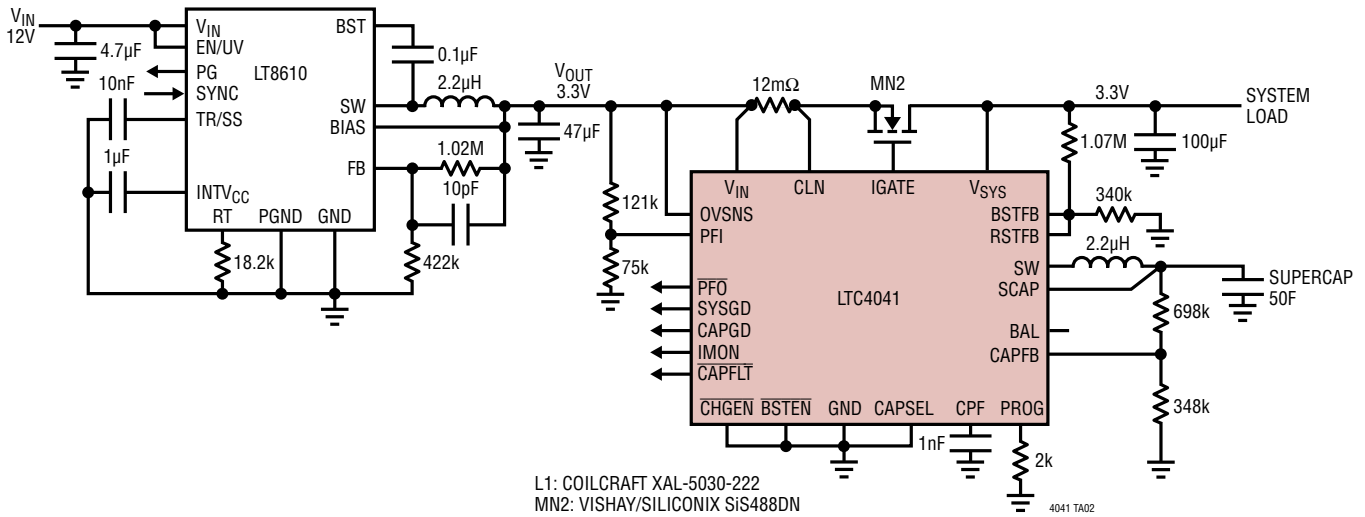 VIN
12V
4.7µF
VIN
EN/UV
PG
SYNC
TR/SS
INTVCC
RT
PGND
GND
LT8610
BST
SW
BIAS
FB
10nF
1µF
18.2k
0.1µF
2.2µH
1.02M
10pF
422k
VOUT
3.3V
47µF
121k
75k
12mΩ
MN2
3.3V
SYSTEM
LOAD
1.07M
100µF
VIN
CLN
IGATE
VSYS
OVSNS
PFI
PFO
SYSGD
CAPGD
IMON
CAPFLT
LTC4041
BSTFB
RSTFB
SW
SCAP
BAL
CAPFB
CHGEN
BSTEN
GND
CAPSEL
CPF
PROG
340k
2.2µH
SUPERCAP
50F
698k
348k
1nF
2k
L1: COILCRAFT XAL-5030-222
MN2: VISHAY/SILICONIX SiS488DN
4041 TA02